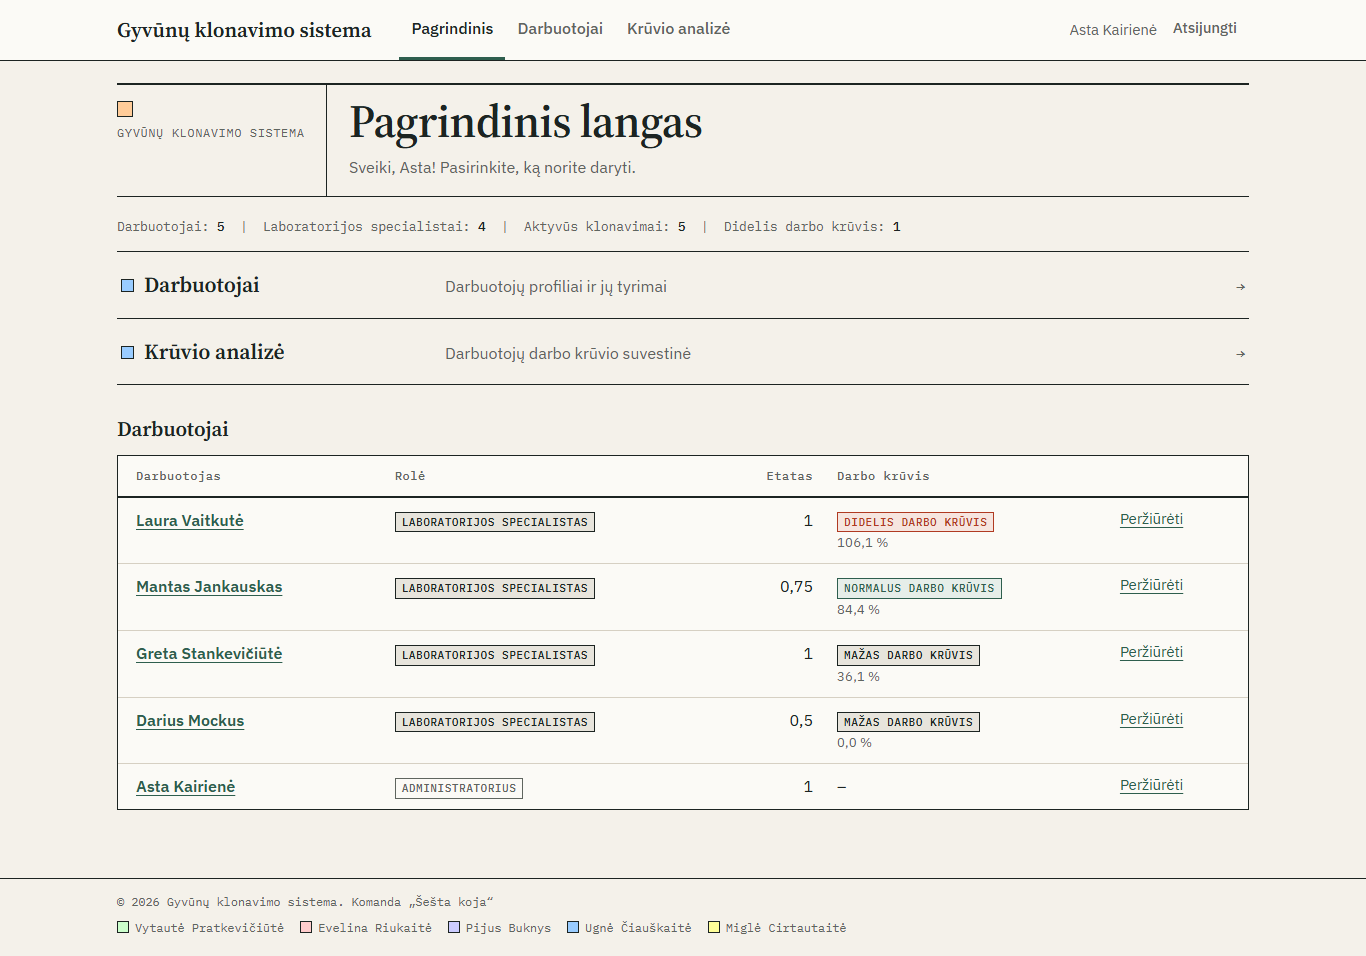 Gyvūnų klonavimo sistema Pagrindinis Darbuotojai Krūvio analizė Asta Kairienė Atsijungti
GYVŪNŲ KLONAVIMO SISTEMA
Pagrindinis langas
Sveiki, Asta! Pasirinkite, ką norite daryti.
Darbuotojai: 5 | Laboratorijos specialistai: 4 | Aktyvūs klonavimai: 5 | Didelis darbo krūvis: 1
Darbuotojai Darbuotojų profiliai ir jų tyrimai →
Krūvio analizė Darbuotojų darbo krūvio suvestinė →
Darbuotojai
Darbuotojas Rolė Etatas Darbo krūvis
Laura Vaitkutė LABORATORIJOS SPECIALISTAS 1 DIDELIS DARBO KRŪVIS Peržiūrėti
106,1 %
Mantas Jankauskas LABORATORIJOS SPECIALISTAS 0,75 NORMALUS DARBO KRŪVIS Peržiūrėti
84,4 %
Greta Stankevičiūtė LABORATORIJOS SPECIALISTAS 1 MAŽAS DARBO KRŪVIS Peržiūrėti
36,1 %
Darius Mockus LABORATORIJOS SPECIALISTAS 0,5 MAŽAS DARBO KRŪVIS Peržiūrėti
0,0 %
Asta Kairienė ADMINISTRATORIUS 1 – Peržiūrėti
© 2026 Gyvūnų klonavimo sistema. Komanda „Šešta koja“
Vytautė Pratkevičiūtė Evelina Riukaitė Pijus Buknys Ugnė Čiauškaitė Miglė Cirtautaitė